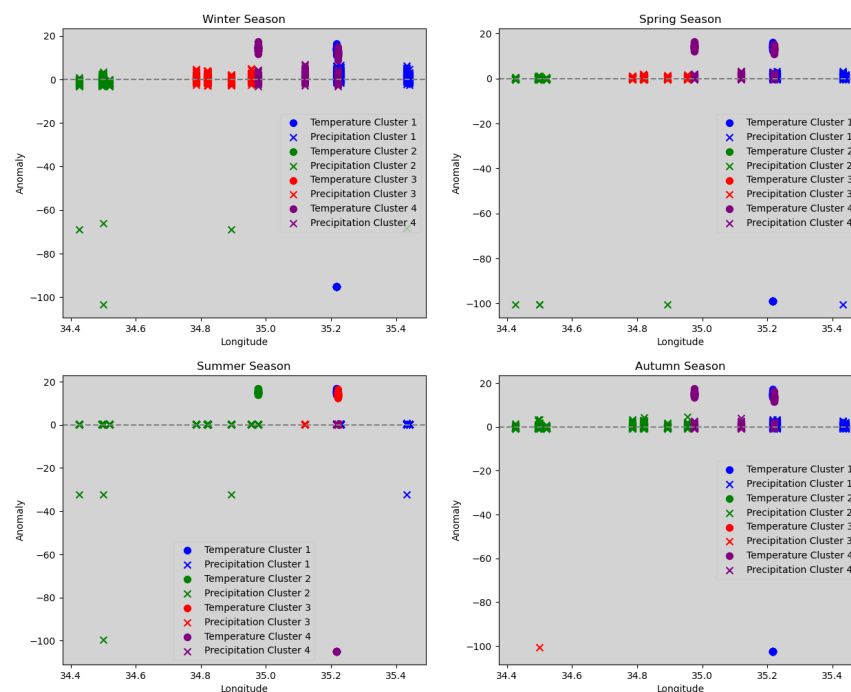 Winter Season
20
0
−20
−40
−60
−80
−100
Anomaly
Temperature Cluster 1
Precipitation Cluster 1
Temperature Cluster 2
Precipitation Cluster 2
Temperature Cluster 3
Precipitation Cluster 3
Temperature Cluster 4
Precipitation Cluster 4
34.4 34.6 34.8 35.0 35.2 35.4
Longitude
Spring Season
20
0
−20
−40
−60
−80
−100
Anomaly
Temperature Cluster 1
Precipitation Cluster 1
Temperature Cluster 2
Precipitation Cluster 2
Temperature Cluster 3
Precipitation Cluster 3
Temperature Cluster 4
Precipitation Cluster 4
34.4 34.6 34.8 35.0 35.2 35.4
Longitude
Summer Season
20
0
−20
−40
−60
−80
−100
Anomaly
Temperature Cluster 1
Precipitation Cluster 1
Temperature Cluster 2
Precipitation Cluster 2
Temperature Cluster 3
Precipitation Cluster 3
Temperature Cluster 4
Precipitation Cluster 4
34.4 34.6 34.8 35.0 35.2 35.4
Longitude
Autumn Season
20
0
−20
−40
−60
−80
−100
Anomaly
Temperature Cluster 1
Precipitation Cluster 1
Temperature Cluster 2
Precipitation Cluster 2
Temperature Cluster 3
Precipitation Cluster 3
Temperature Cluster 4
Precipitation Cluster 4
34.4 34.6 34.8 35.0 35.2 35.4
Longitude